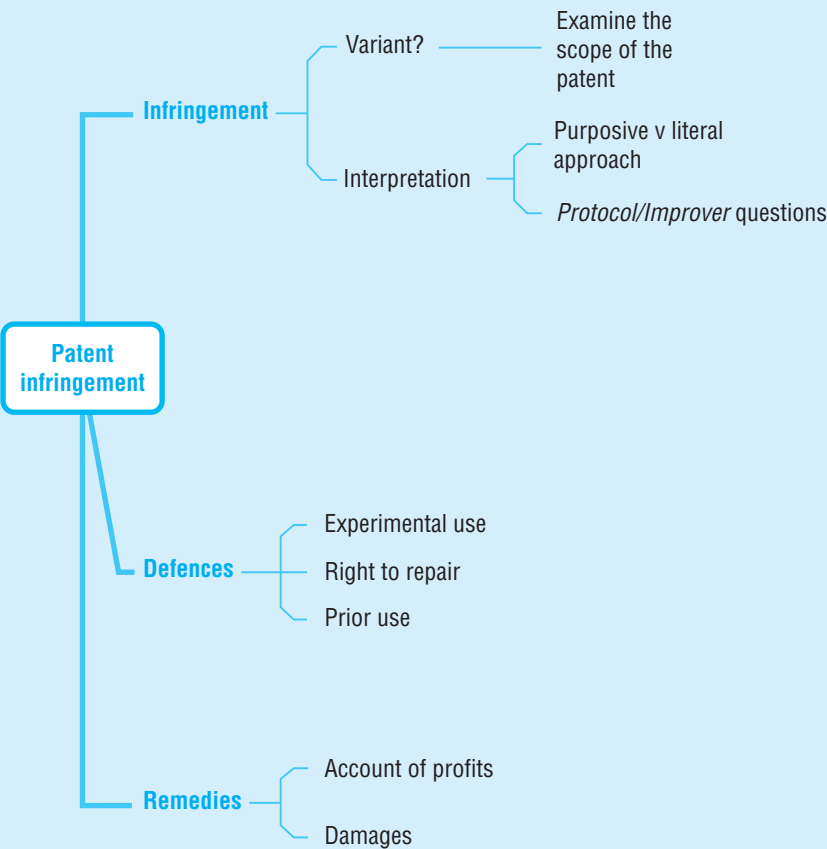 Patent
infringement
Infringement
Variant?
Examine the
scope of the
patent
Interpretation
Purposive v literal
approach
Protocol/Improver questions
Defences
Experimental use
Right to repair
Prior use
Remedies
Account of profits
Damages